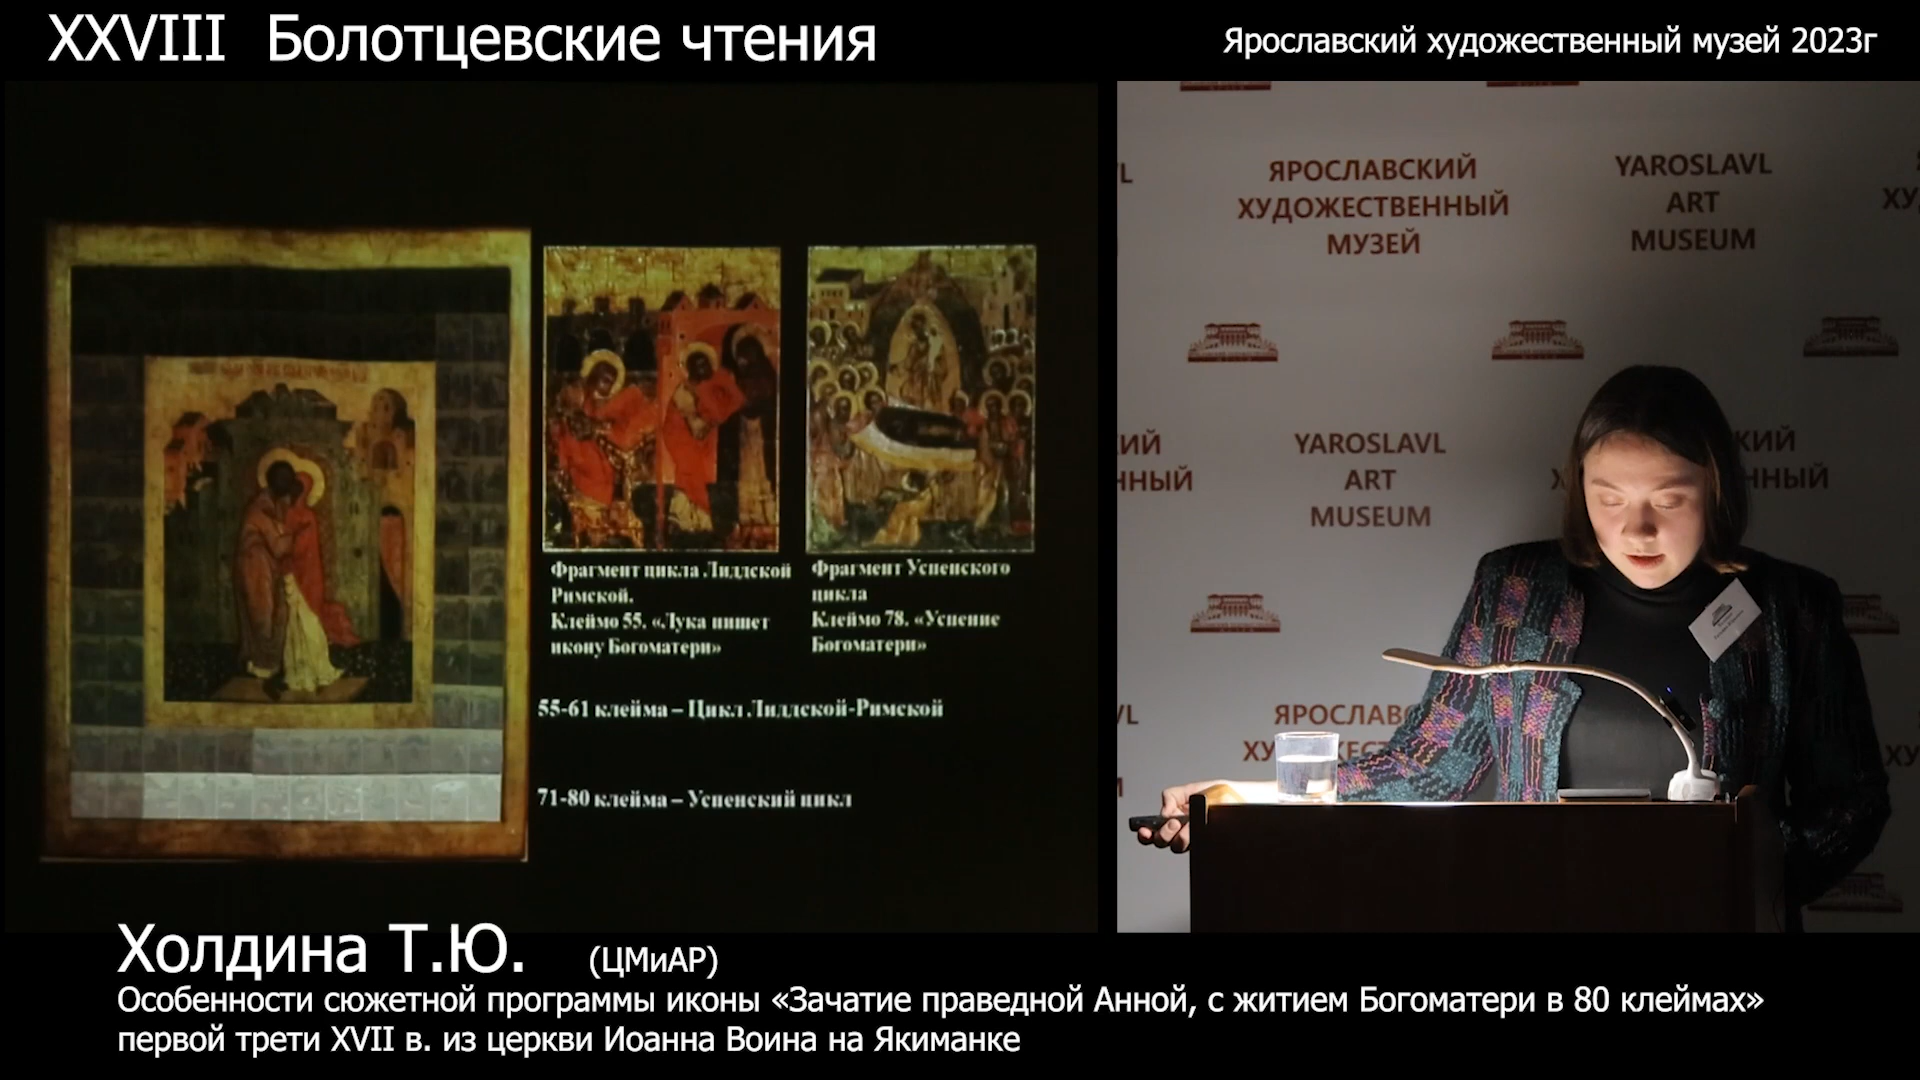 XXVIII Болотцевские чтения
Ярославский художественный музей 2023г
Фрагмент цикла Лиддской
Римской.
Клеймо 55. «Лука пишет
икону Богоматери»
Фрагмент Успенского
цикла
Клеймо 78. «Успение
Богоматери»
55-61 клейма – Цикл Лиддской-Римской
71-80 клейма – Успенский цикл
ЯРОСЛАВСКИЙ
ХУДОЖЕСТВЕННЫЙ
МУЗЕЙ
YAROSLAVL
ART
MUSEUM
YAROSLAVL
ART
MUSEUM
Холдина Т.Ю. (ЦМиАР)
Особенности сюжетной программы иконы «Зачатие праведной Анной, с житием Богоматери в 80 клеймах»
первой трети XVII в. из церкви Иоанна Воина на Якиманке